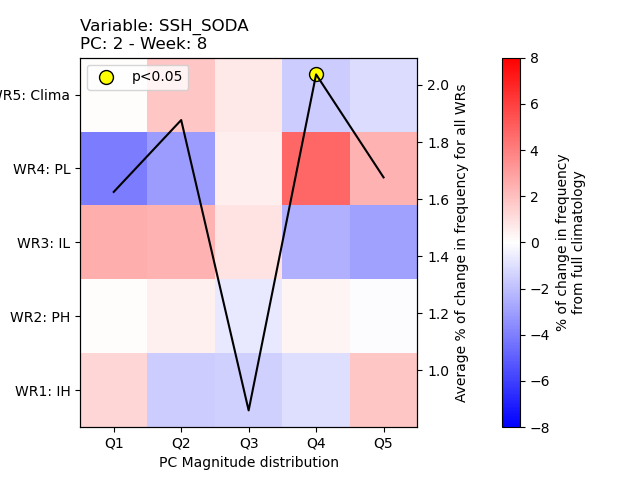 Variable: SSH_SODA
PC: 2 - Week: 8
p<0.05
WR5: Clima
WR4: PL
WR3: IL
WR2: PH
WR1: IH
Q1 Q2 Q3 Q4 Q5
PC Magnitude distribution
2.0
1.8
1.6
1.4
1.2
1.0
Average % of change in frequency for all WRs
8
6
4
2
0
−2
−4
−6
−8
% of change in frequency
from full climatology